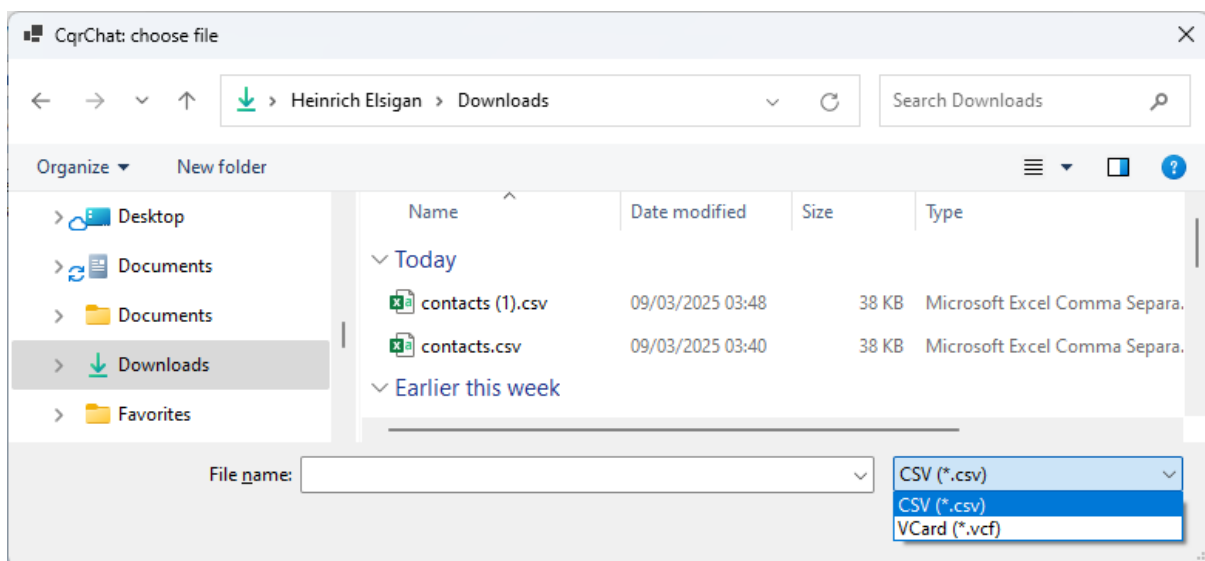 CqrChat: choose file
Heinrich Elsigan > Downloads
Search Downloads
Organize
New folder
?
Name
Date modified
Size
Type
Desktop
Today
Documents
contacts (1).csv 09/03/2025 03:48 38 KB Microsoft Excel Comma Separa.
Documents
contacts.csv 09/03/2025 03:40 38 KB Microsoft Excel Comma Separa.
Downloads
Earlier this week
Favorites
File name:
CSV (*.csv)
CSV (*.csv)
VCard (*.vcf)